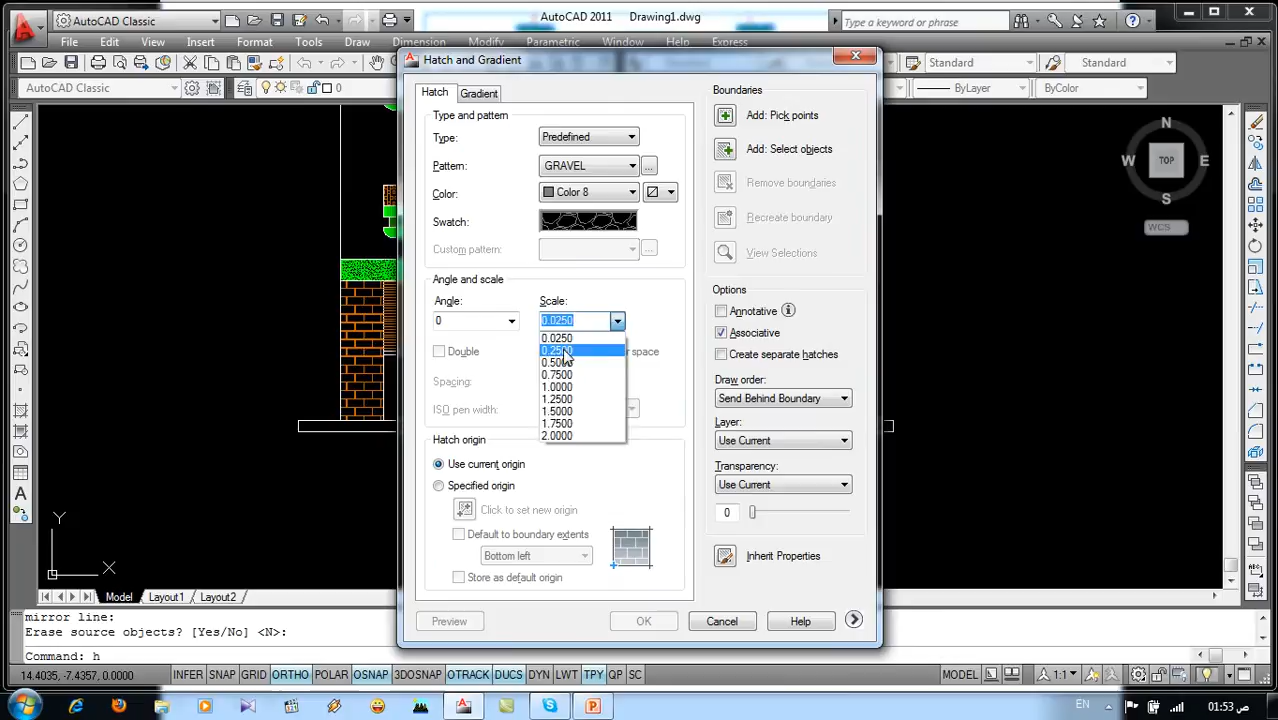 AutoCAD Classic
AutoCAD 2011 Drawing1.dwg
Type a keyword or phrase
File Edit View Insert Format Tools Draw Dimension Modify Parametric Window Help Express
Standard Standard
AutoCAD Classic
0
ByLayer ByColor
Hatch and Gradient
Hatch
Gradient
Type and pattern
Type:
Predefined
Pattern:
GRAVEL
...
Color:
Color 8
Swatch:
Custom pattern:
...
Angle and scale
Angle:
Scale:
0
0.0250
0.0250
0.2500
0.5000
0.7500
1.0000
1.2500
1.5000
1.7500
2.0000
Double
r space
Spacing:
ISO pen width:
Hatch origin
Use current origin
Specified origin
Click to set new origin
Default to boundary extents
Bottom left
Store as default origin
Boundaries
Add: Pick points
Add: Select objects
Remove boundaries
Recreate boundary
View Selections
Options
Annotative
Associative
Create separate hatches
Draw order:
Send Behind Boundary
Layer:
Use Current
Transparency:
Use Current
0
Inherit Properties
Preview
OK
Cancel
Help
N
W TOP E
S
WCS
Y
X
A
Model Layout1 Layout2
mirror line:
Erase source objects? [Yes/No] <N>:
Command: h
14.4035, -7.4357, 0.0000
INFER SNAP GRID ORTHO POLAR OSNAP 3DOSNAP OTRACK DUCS DYN LWT TPY QP SC
MODEL
1:1
EN
01:53 ص